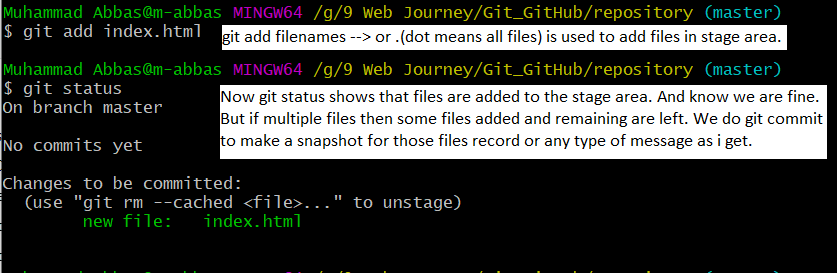 Muhammad Abbas@m-abbas MINGW64 /g/9 Web Journey/Git_GitHub/repository (master)
$ git add index.html
git add filenames --> or .(dot means all files) is used to add files in stage area.
Muhammad Abbas@m-abbas MINGW64 /g/9 Web Journey/Git_GitHub/repository (master)
$ git status
On branch master
Now git status shows that files are added to the stage area. And know we are fine.
But if multiple files then some files added and remaining are left. We do git commit
to make a snapshot for those files record or any type of message as i get.
No commits yet
Changes to be committed:
(use "git rm --cached <file>..." to unstage)
new file: index.html